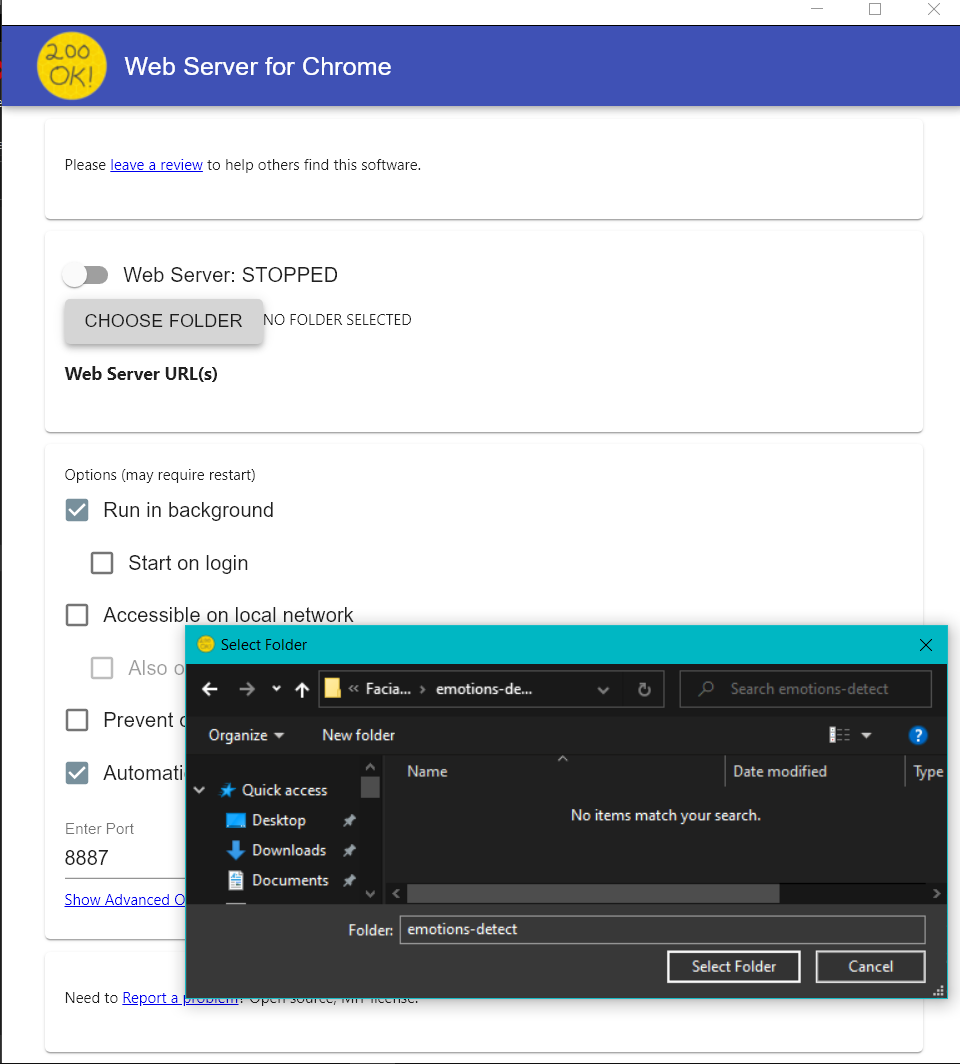 200
OK!
Web Server for Chrome
Please leave a review to help others find this software.
Web Server: STOPPED
CHOOSE FOLDER NO FOLDER SELECTED
Web Server URL(s)
Options (may require restart)
Run in background
Start on login
Accessible on local network
Also o
Prevent
Automati
Enter Port
8887
Show Advanced O
Select Folder
« Facia... › emotions-de...
Search emotions-detect
Organize
New folder
Name
Date modified
Type
Quick access
Desktop
Downloads
Documents
No items match your search.
Folder: emotions-detect
Select Folder
Cancel
Need to Report a problem? Open source, MIT license.